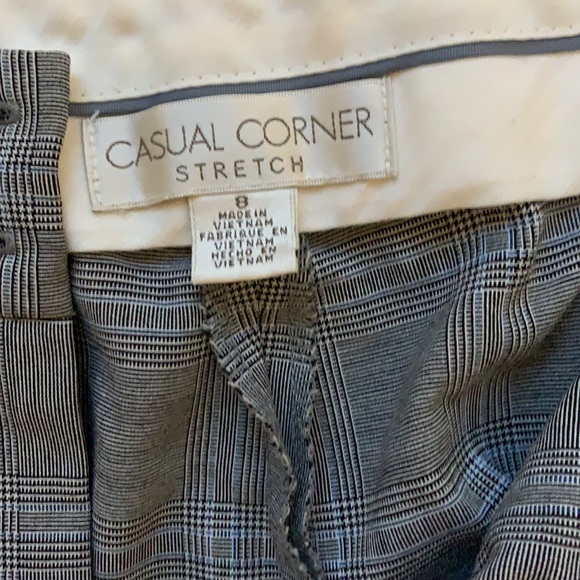 CASUAL CORNER
STRETCH
8
MADE IN
VIETNAM
FABRIQUE EN
VIETNAM
HECHO EN
VIETNAM